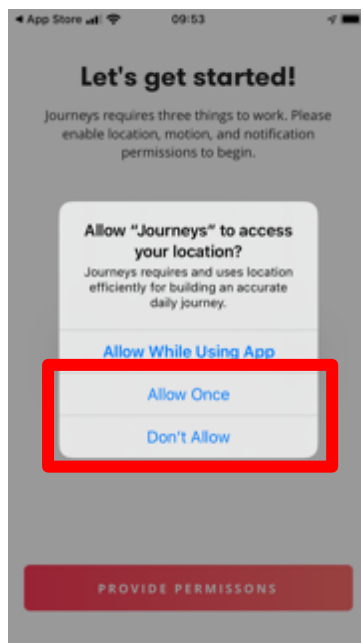 App Store 09:53
Let's get started!
Journeys requires three things to work. Please
enable location, motion, and notification
permissions to begin.
Allow “Journeys” to access
your location?
Journeys requires and uses location
efficiently for building an accurate
daily journey.
Allow While Using App
Allow Once
Don't Allow
PROVIDE PERMISSONS